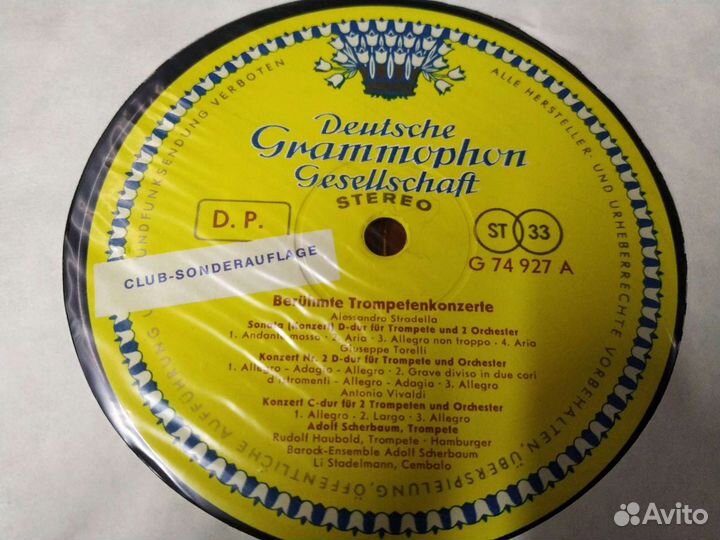 Deutsche
Grammophon
Gesellschaft
STEREO
D. P.
ST 33
G 74 927 A
CLUB-SONDERAUFLAGE
Berühmte Trompetenkonzerte
Alessandro Stradella
Sonata (Konzert) D-dur für Trompete und 2 Orchester
1. Andante mosso · 2. Aria · 3. Allegro non troppo · 4. Aria
Giuseppe Torelli
Konzert Nr. 2 D-dur für Trompete und Orchester
1. Allegro - Adagio - Allegro · 2. Grave diviso in due cori
d'istromenti - Allegro - Adagio · 3. Allegro
Antonio Vivaldi
Konzert C-dur für 2 Trompeten und Orchester
1. Allegro · 2. Largo · 3. Allegro
Adolf Scherbaum, Trompete
Rudolf Haubold, Trompete · Hamburger
Barock-Ensemble Adolf Scherbaum
Li Stadelmann, Cembalo
ALLE HERSTELLER- UND URHEBERRECHTE VORBEHALTEN, ÜBERSPIELUNG, ÖFFENTLICHE AUFFÜHRUNG UNDFUNKSENDUNG VERBOTEN
Avito